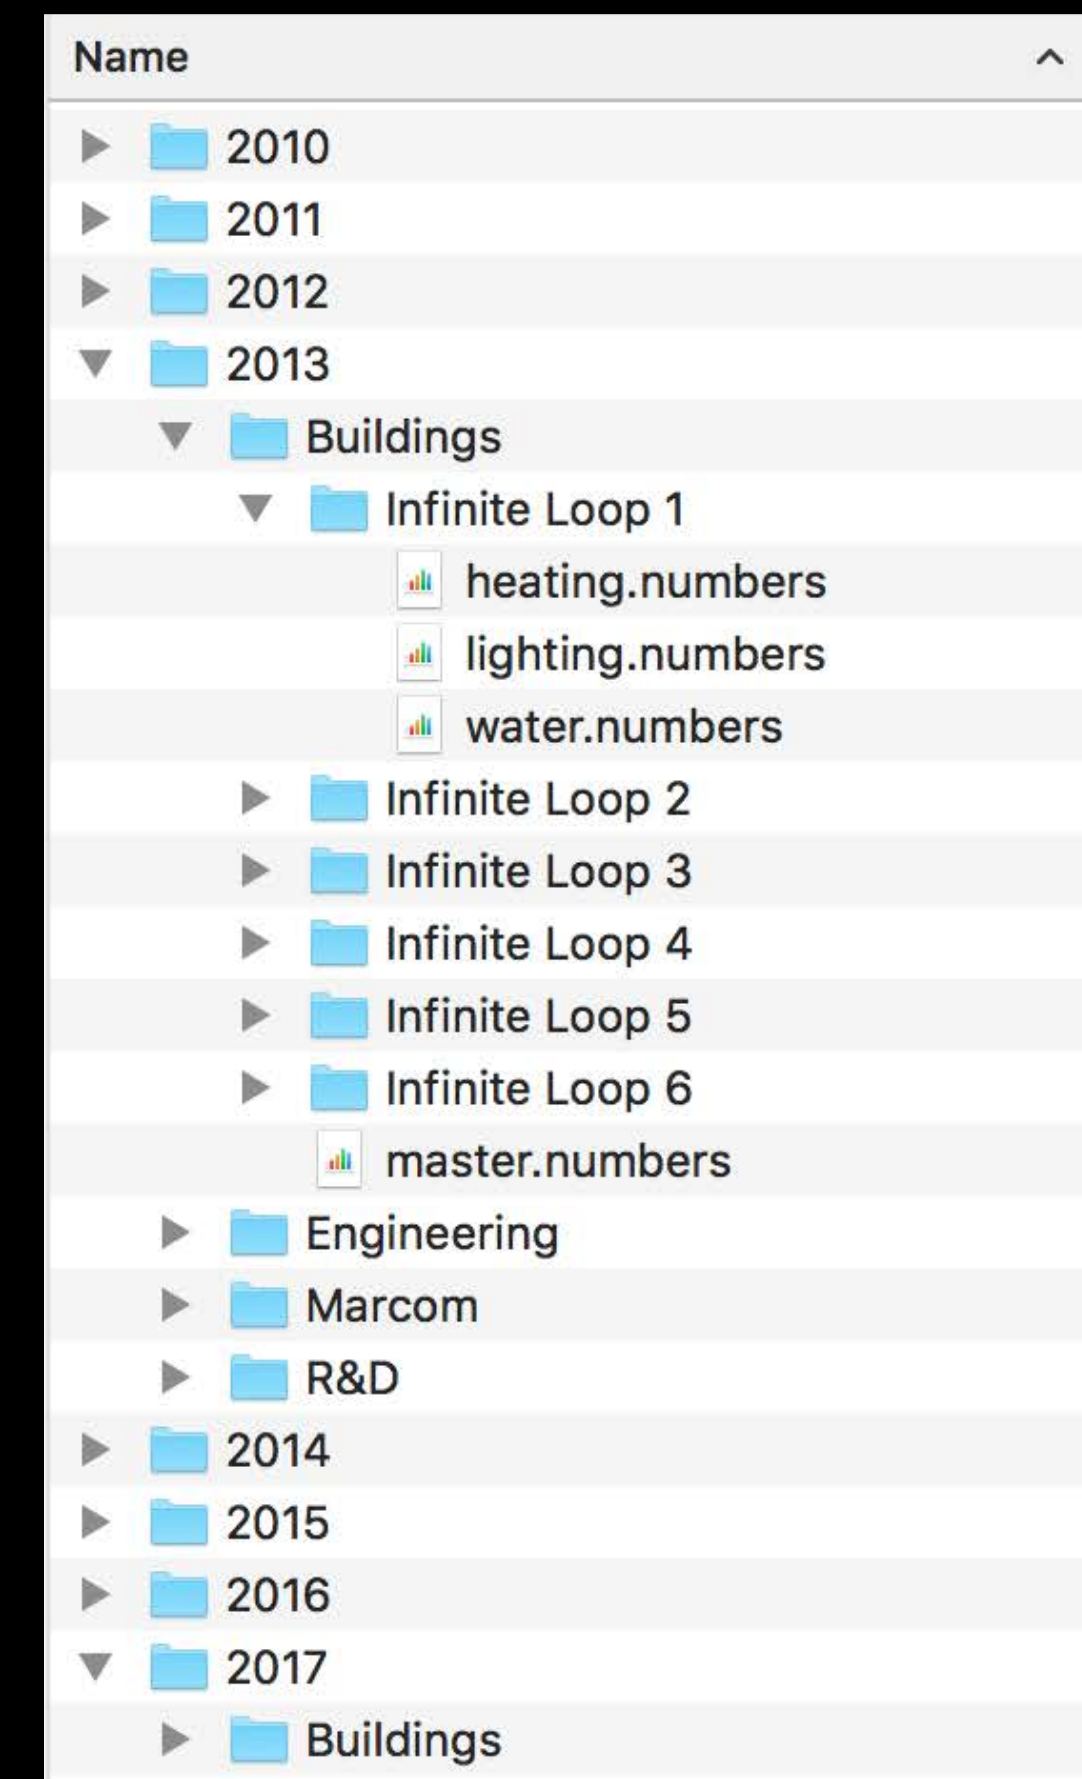 Name
2010
2011
2012
2013
Buildings
Infinite Loop 1
heating.numbers
lighting.numbers
water.numbers
Infinite Loop 2
Infinite Loop 3
Infinite Loop 4
Infinite Loop 5
Infinite Loop 6
master.numbers
Engineering
Marcom
R&D
2014
2015
2016
2017
Buildings